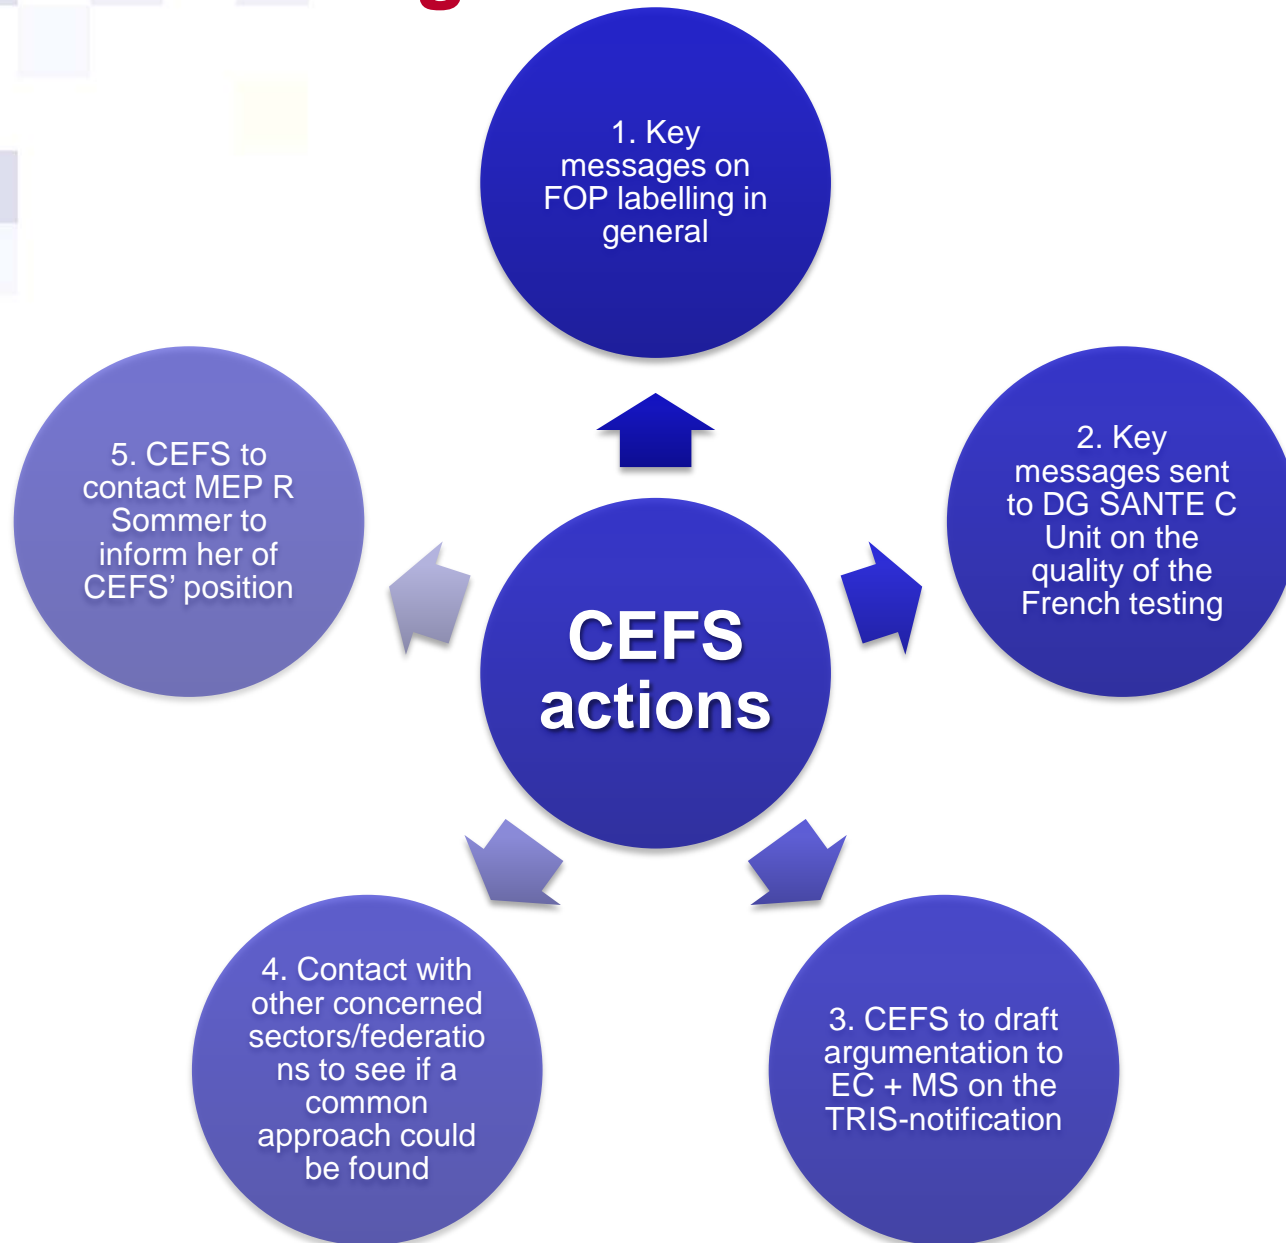 1. Key
messages on
FOP labelling in
general
2. Key
messages sent
to DG SANTE C
Unit on the
quality of the
French testing
3. CEFS to draft
argumentation to
EC + MS on the
TRIS-notification
4. Contact with
other concerned
sectors/federatio
ns to see if a
common
approach could
be found
5. CEFS to
contact MEP R
Sommer to
inform her of
CEFS’ position
CEFS
actions